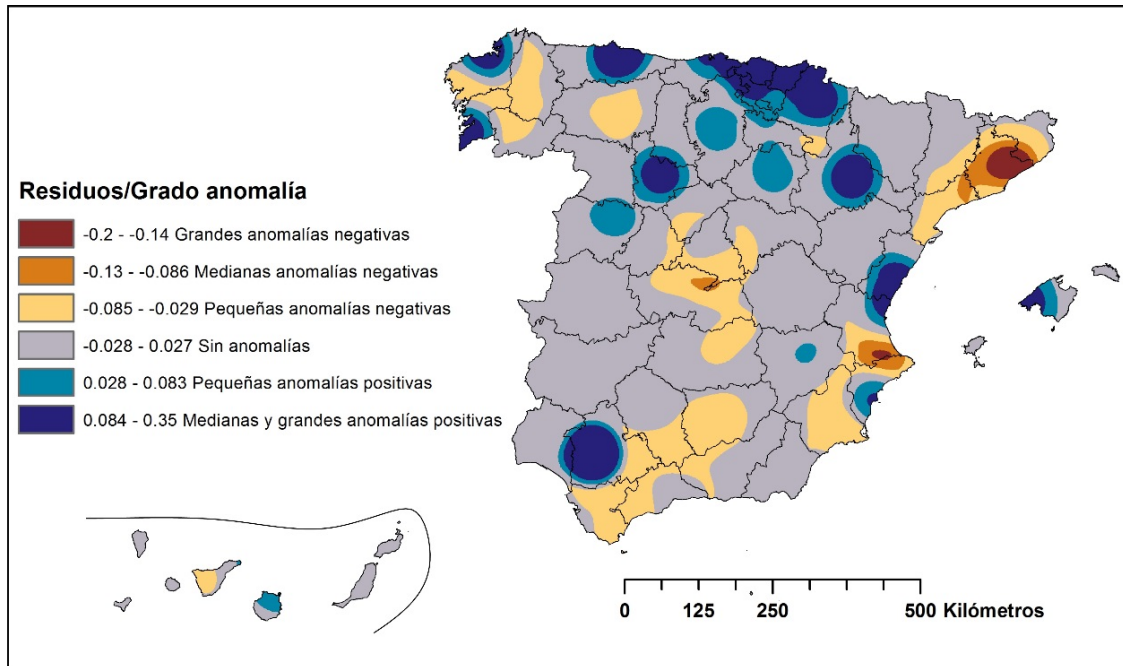 Residuos/Grado anomalía
-0.2 - -0.14 Grandes anomalías negativas
-0.13 - -0.086 Medianas anomalías negativas
-0.085 - -0.029 Pequeñas anomalías negativas
-0.028 - 0.027 Sin anomalías
0.028 - 0.083 Pequeñas anomalías positivas
0.084 - 0.35 Medianas y grandes anomalías positivas
0 125 250 500 Kilómetros